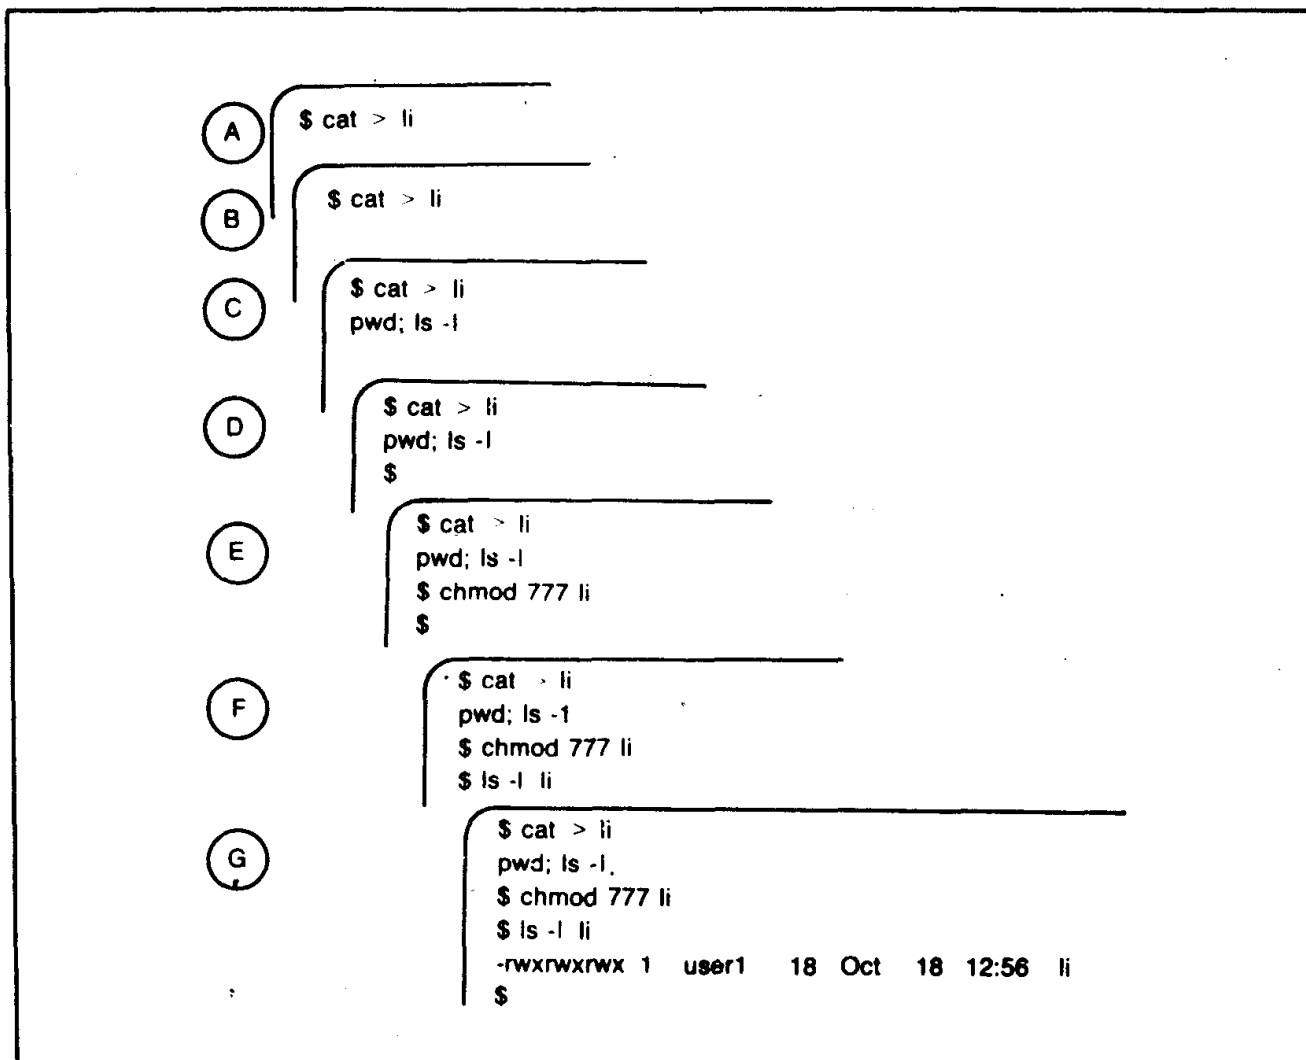 A
$ cat > li
B
$ cat > li
C
$ cat > li
pwd; ls -l
D
$ cat > li
pwd; ls -l
$
E
$ cat > li
pwd; ls -l
$ chmod 777 li
$
F
$ cat > li
pwd; ls -1
$ chmod 777 li
$ ls -l li
G
$ cat > li
pwd; ls -l
$ chmod 777 li
$ ls -l li
-rwxrwxrwx 1 user1 18 Oct 18 12:56 li
$